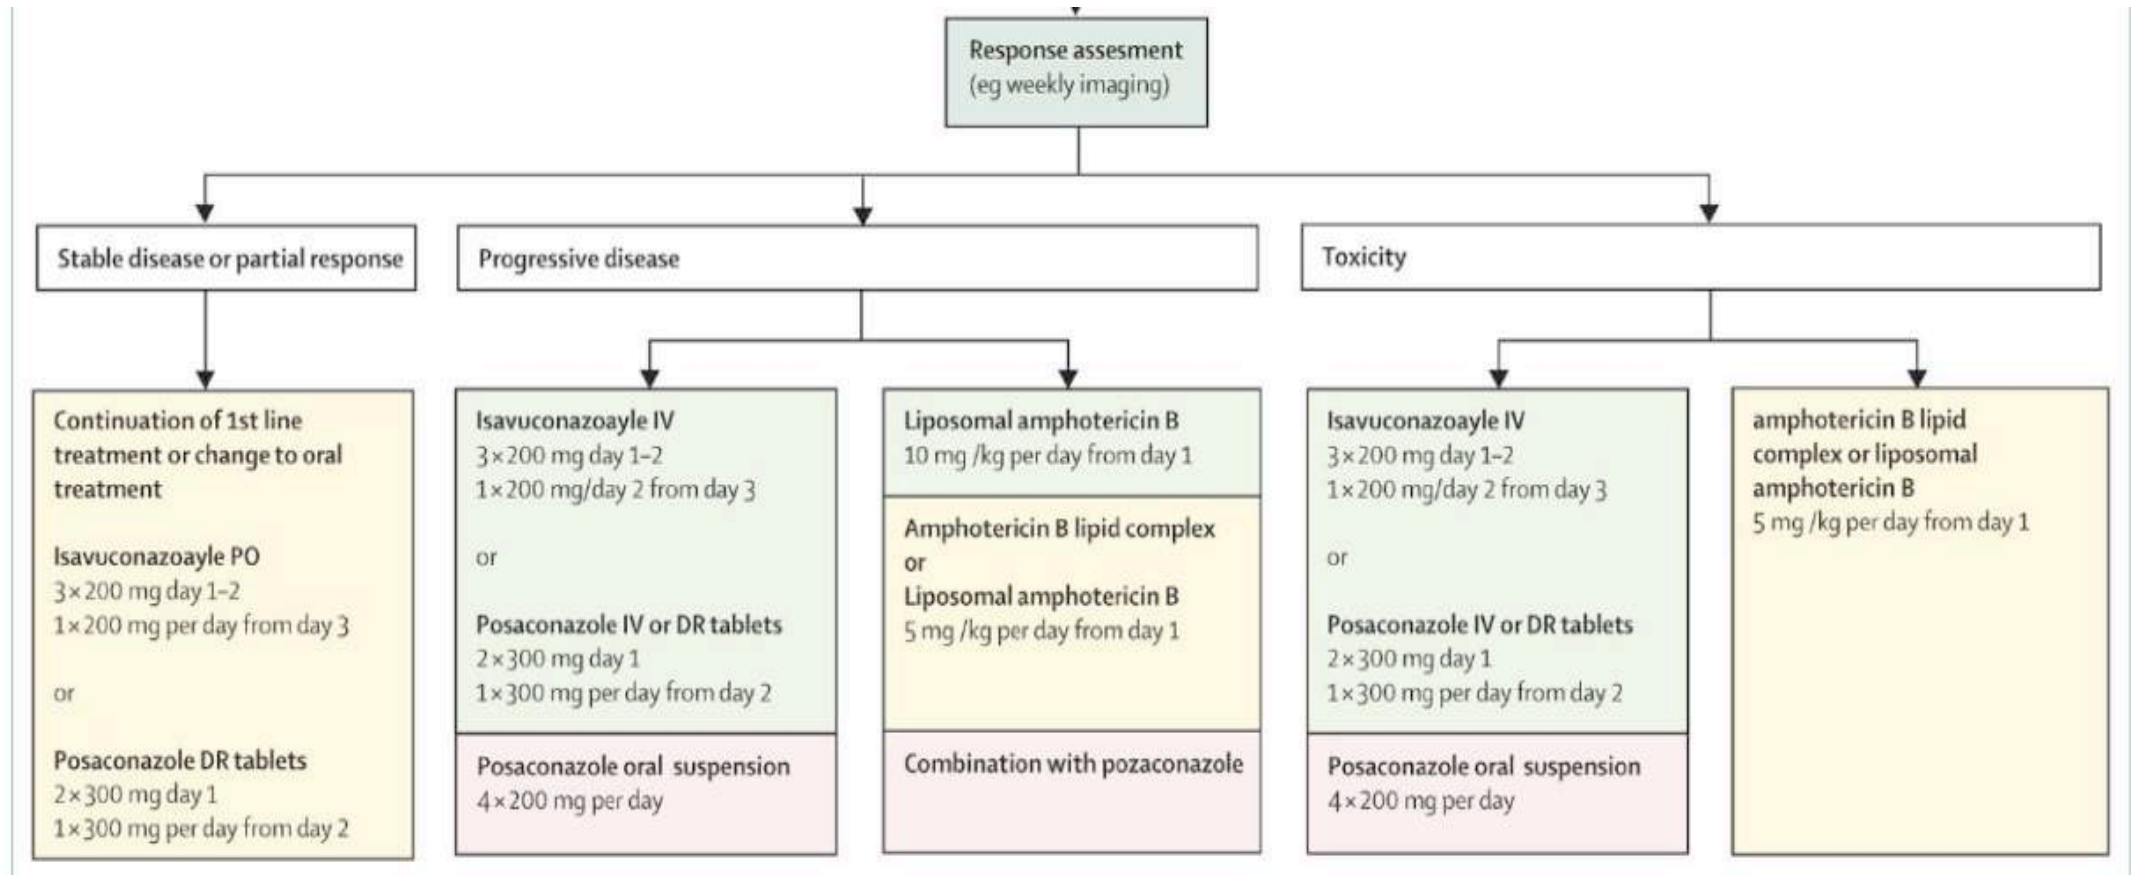 Response assesment
(eg weekly imaging)
Stable disease or partial response
Progressive disease
Toxicity
Continuation of 1st line
treatment or change to oral
treatment
Isavuconazoayle PO
3×200 mg day 1–2
1×200 mg per day from day 3
or
Posaconazole DR tablets
2×300 mg day 1
1×300 mg per day from day 2
Isavuconazoayle IV
3×200 mg day 1–2
1×200 mg/day 2 from day 3
or
Posaconazole IV or DR tablets
2×300 mg day 1
1×300 mg per day from day 2
Posaconazole oral suspension
4×200 mg per day
Liposomal amphotericin B
10 mg /kg per day from day 1
Amphotericin B lipid complex
or
Liposomal amphotericin B
5 mg /kg per day from day 1
Combination with pozaconazole
Isavuconazoayle IV
3×200 mg day 1–2
1×200 mg/day 2 from day 3
or
Posaconazole IV or DR tablets
2×300 mg day 1
1×300 mg per day from day 2
Posaconazole oral suspension
4×200 mg per day
amphotericin B lipid
complex or liposomal
amphotericin B
5 mg /kg per day from day 1